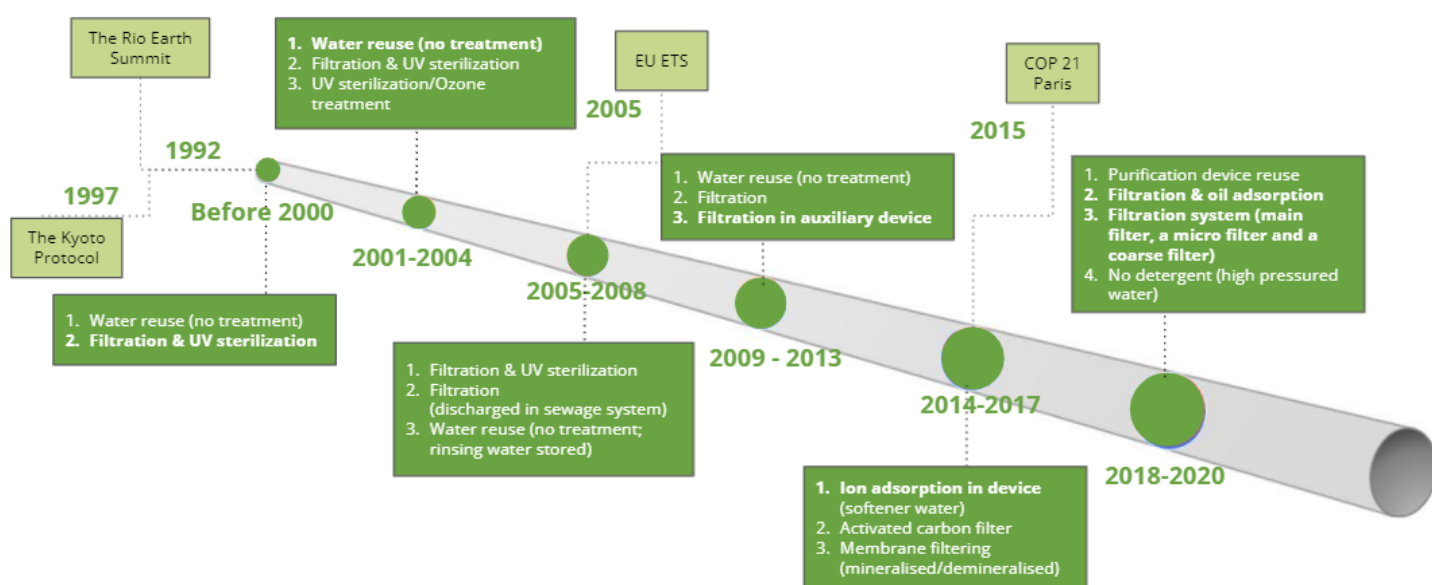 The Rio Earth
Summit
1992
1997
The Kyoto
Protocol
Before 2000
1. Water reuse (no treatment)
2. Filtration & UV sterilization
1. Water reuse (no treatment)
2. Filtration & UV sterilization
3. UV sterilization/Ozone
treatment
2001-2004
EU ETS
2005
2005-2008
1. Filtration & UV sterilization
2. Filtration
(discharged in sewage system)
3. Water reuse (no treatment;
rinsing water stored)
1. Water reuse (no treatment)
2. Filtration
3. Filtration in auxiliary device
2009 - 2013
COP 21
Paris
2015
2014-2017
1. Ion adsorption in device
(softener water)
2. Activated carbon filter
3. Membrane filtering
(mineralised/demineralised)
1. Purification device reuse
2. Filtration & oil adsorption
3. Filtration system (main
filter, a micro filter and a
coarse filter)
4. No detergent (high pressured
water)
2018-2020